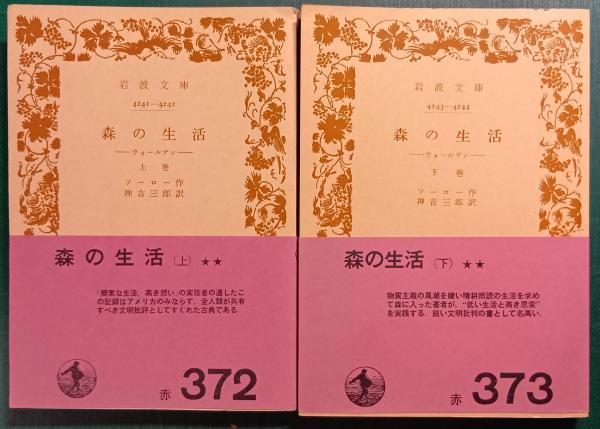 岩波文庫
4241—4242
森の生活
—ウォールデン—
上巻
ソーロー作
神吉三郎訳
森の生活(上)★★
「簡素な生活,高き想い」の実践者の遺したこ
の記録はアメリカのみならず,全人類が共有
すべき文明批評としてすぐれた古典である.
赤 372
岩波文庫
4243—4244
森の生活
—ウォールデン—
下巻
ソーロー作
神吉三郎訳
森の生活(下)★★
物質主義の風潮を嫌い晴耕雨読の生活を求め
て森に入った著者が,“低い生活と高き思索”
を実践する.鋭い文明批判の書として名高い.
赤 373